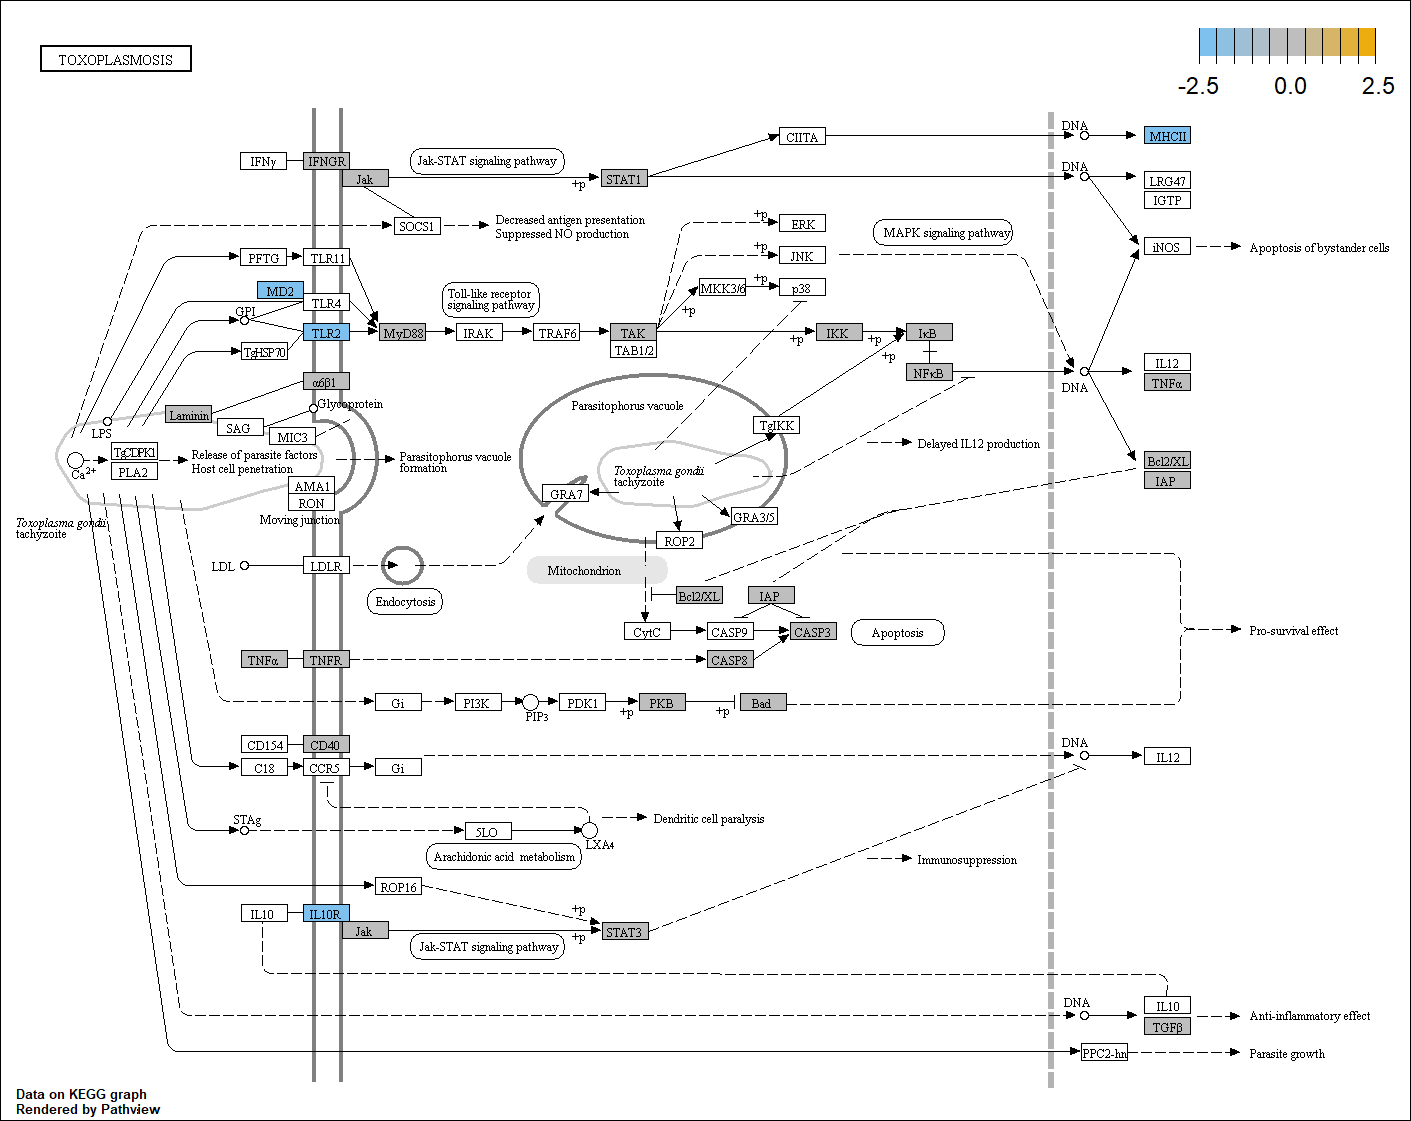 TOXOPLASMOSIS
-2.5 0.0 2.5
DNA
CIITA
MHCII
IFNγ
IFNGR
Jak-STAT signaling pathway
Jak
+p
STAT1
DNA
LRG47
IGTP
SOCS1
Decreased antigen presentation
Suppressed NO production
+p
ERK
MAPK signaling pathway
PFTG
TLR11
+p
JNK
iNOS
Apoptosis of bystander cells
MD2
TLR4
Toll-like receptor
signaling pathway
MKK3/6
+p
p38
+p
GPI
TLR2
MyD88
IRAK
TRAF6
TAK
TAB1/2
+p
IKK
+p
IκB
+p
TgHSP70
NFκB
DNA
IL12
TNFα
α6β1
Laminin
Glycoprotein
SAG
MIC3
LPS
Parasitophorus vacuole
TgIKK
Delayed IL12 production
Ca2+
TgCDPK1
PLA2
Release of parasite factors
Host cell penetration
Parasitophorus vacuole
formation
Toxoplasma gondii
tachyzoite
Bcl2/XL
IAP
AMA1
RON
Moving junction
GRA7
GRA3/5
ROP2
Toxoplasma gondii
tachyzoite
LDL
LDLR
Endocytosis
Mitochondrion
Bcl2/XL
IAP
CytC
CASP9
CASP3
Apoptosis
Pro-survival effect
TNFα
TNFR
CASP8
Gi
PI3K
PIP3
PDK1
+p
PKB
+p
Bad
CD154
CD40
C18
CCR5
Gi
DNA
IL12
STAg
5LO
LXA4
Dendritic cell paralysis
Arachidonic acid metabolism
Immunosuppression
ROP16
IL10
IL10R
Jak
+p
+p
STAT3
Jak-STAT signaling pathway
DNA
IL10
TGFβ
Anti-inflammatory effect
PPC2-hn
Parasite growth
Data on KEGG graph
Rendered by Pathview